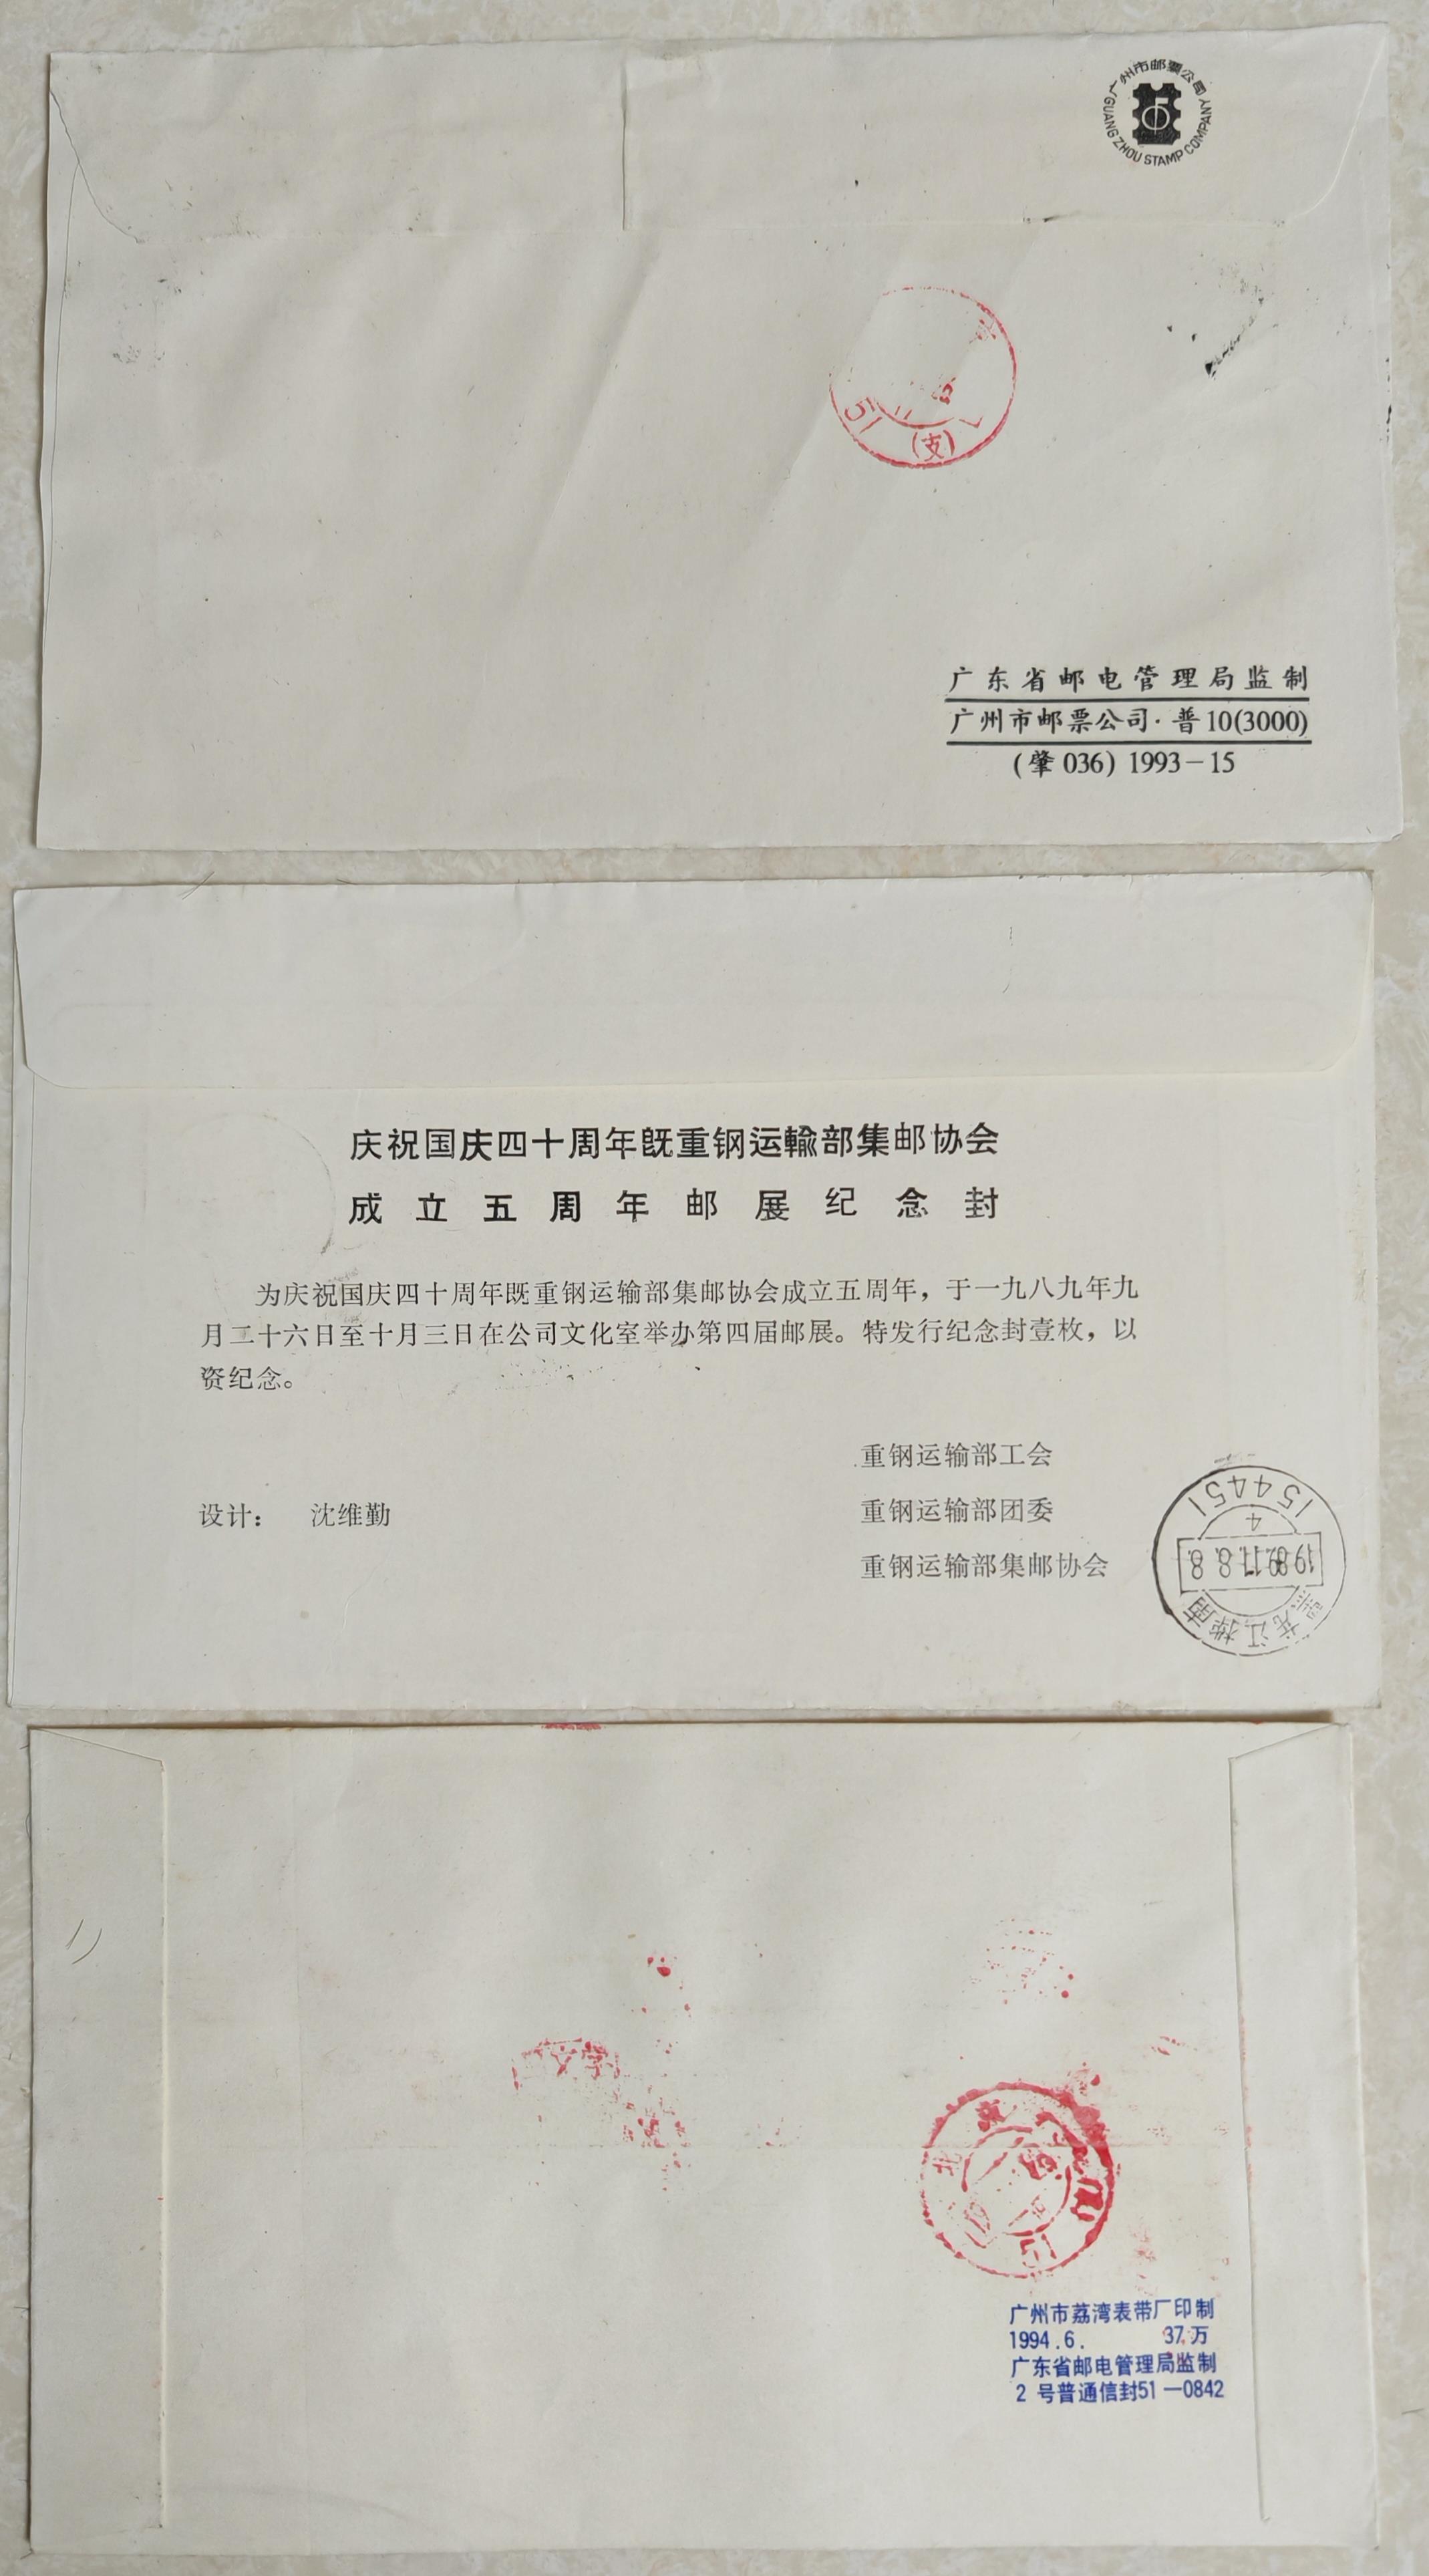 广州市邮票公司
GUANG ZHOU STAMP COMPANY
51
(支)
广东省邮电管理局监制
广州市邮票公司·普10(3000)
(肇036) 1993-15
庆祝国庆四十周年既重钢运輸部集邮协会
成立五周年邮展纪念封
为庆祝国庆四十周年既重钢运输部集邮协会成立五周年，于一九八九年九
月二十六日至十月三日在公司文化室举办第四届邮展。特发行纪念封壹枚，以
资纪念。
重钢运输部工会
设计： 沈维勤
重钢运输部团委
重钢运输部集邮协会
154451
4
广州市荔湾表带厂印制
1994.6. 37万
广东省邮电管理局监制
2 号普通信封51—0842